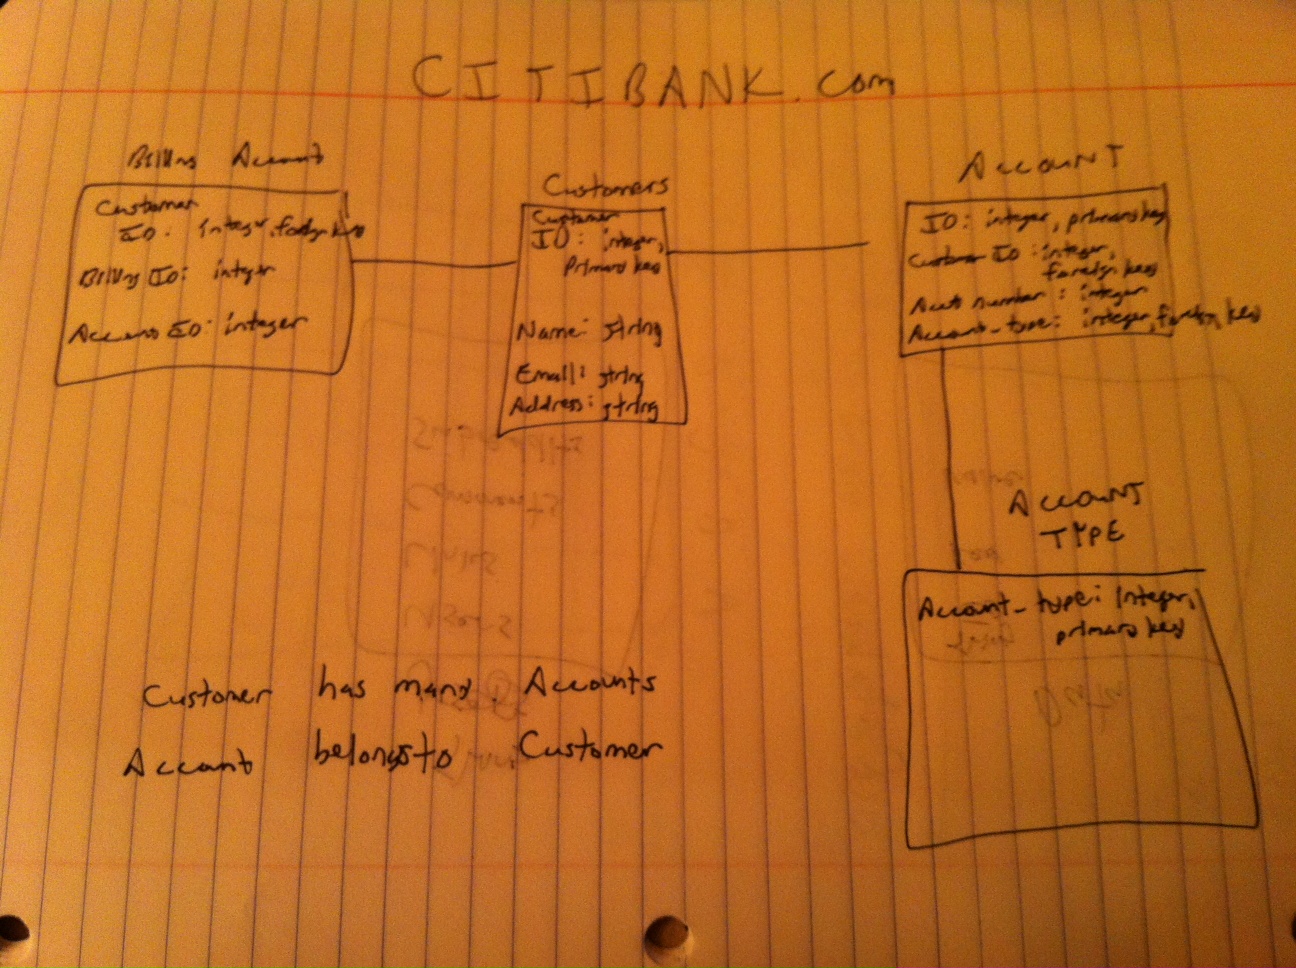 CITIBANK.com
Billing Account
Customer
ID: integer, foreign key
Billing ID: integer
Account ID: integer
Customers
Customer
ID: integer,
Primary key
Name: string
Email: string
Address: string
ACCOUNT
ID: integer, primary key
Customer ID: integer,
foreign key
Acct number: integer
Account_type: integer, foreign key
ACCOUNT
TYPE
Account_type: integer,
primary key
Customer has many Accounts
Account belongsto Customer